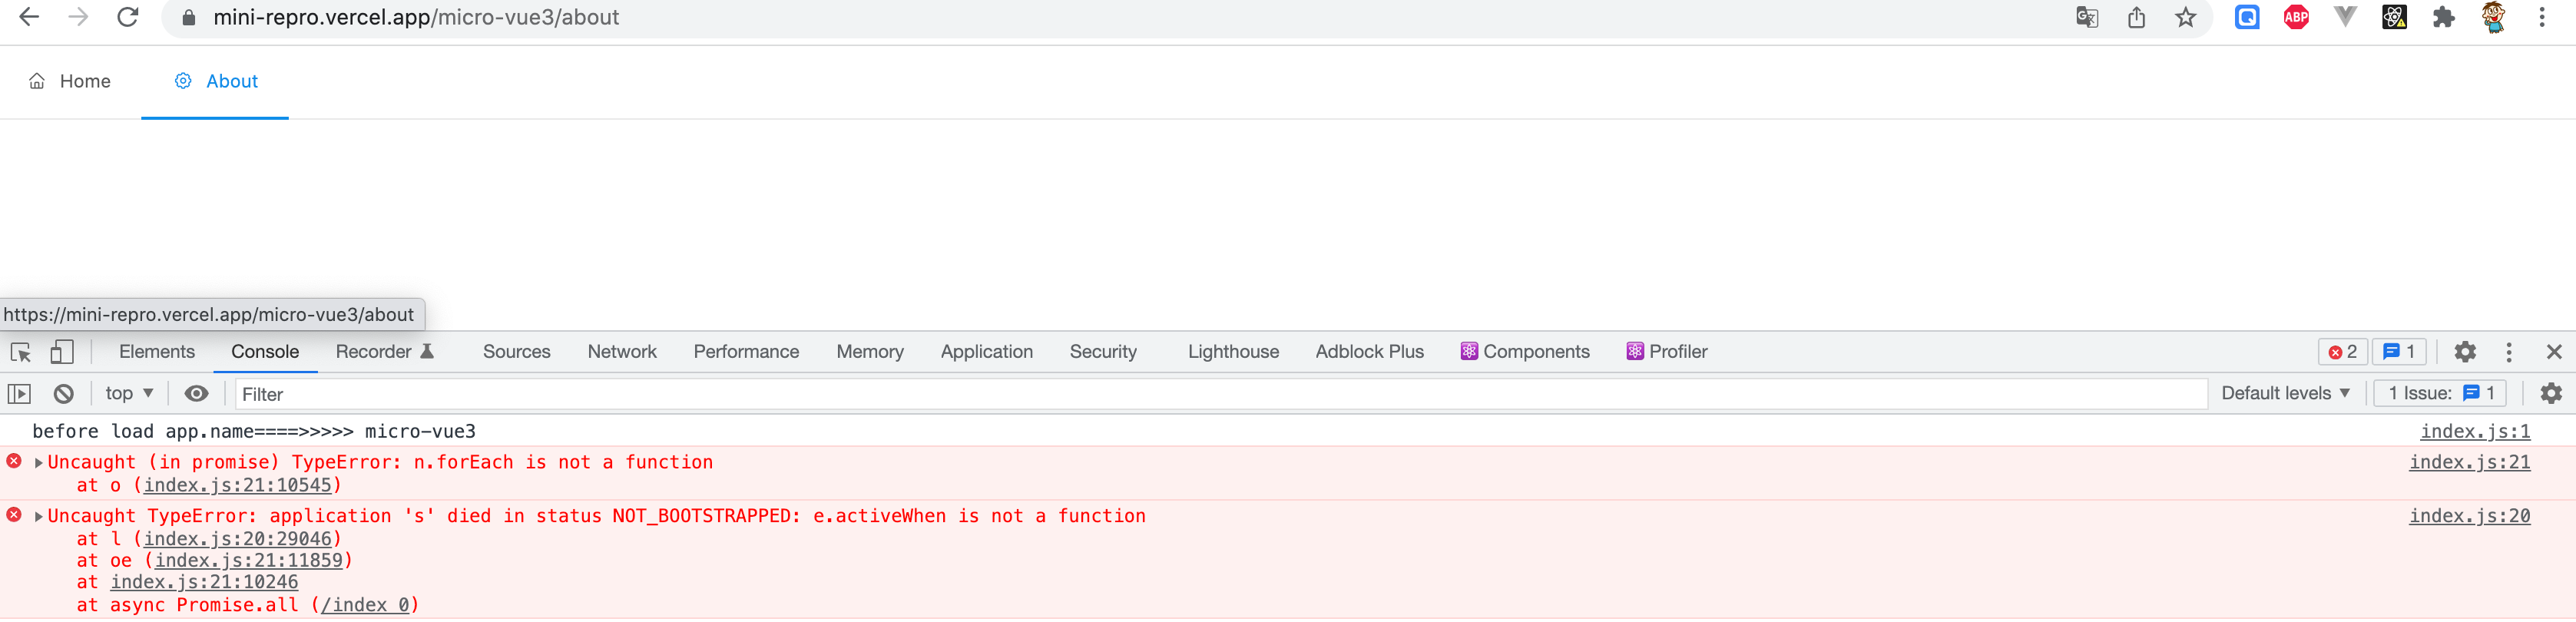 mini-repro.vercel.app/micro-vue3/about
ABP
Home About
https://mini-repro.vercel.app/micro-vue3/about
Elements Console Recorder Sources Network Performance Memory Application Security Lighthouse Adblock Plus Components Profiler 2 1
top Filter Default levels 1 Issue: 1
before load app.name====>>>>> micro-vue3 index.js:1
Uncaught (in promise) TypeError: n.forEach is not a function index.js:21
at o (index.js:21:10545)
Uncaught TypeError: application 's' died in status NOT_BOOTSTRAPPED: e.activeWhen is not a function index.js:20
at l (index.js:20:29046)
at oe (index.js:21:11859)
at index.js:21:10246
at async Promise.all (/index 0)